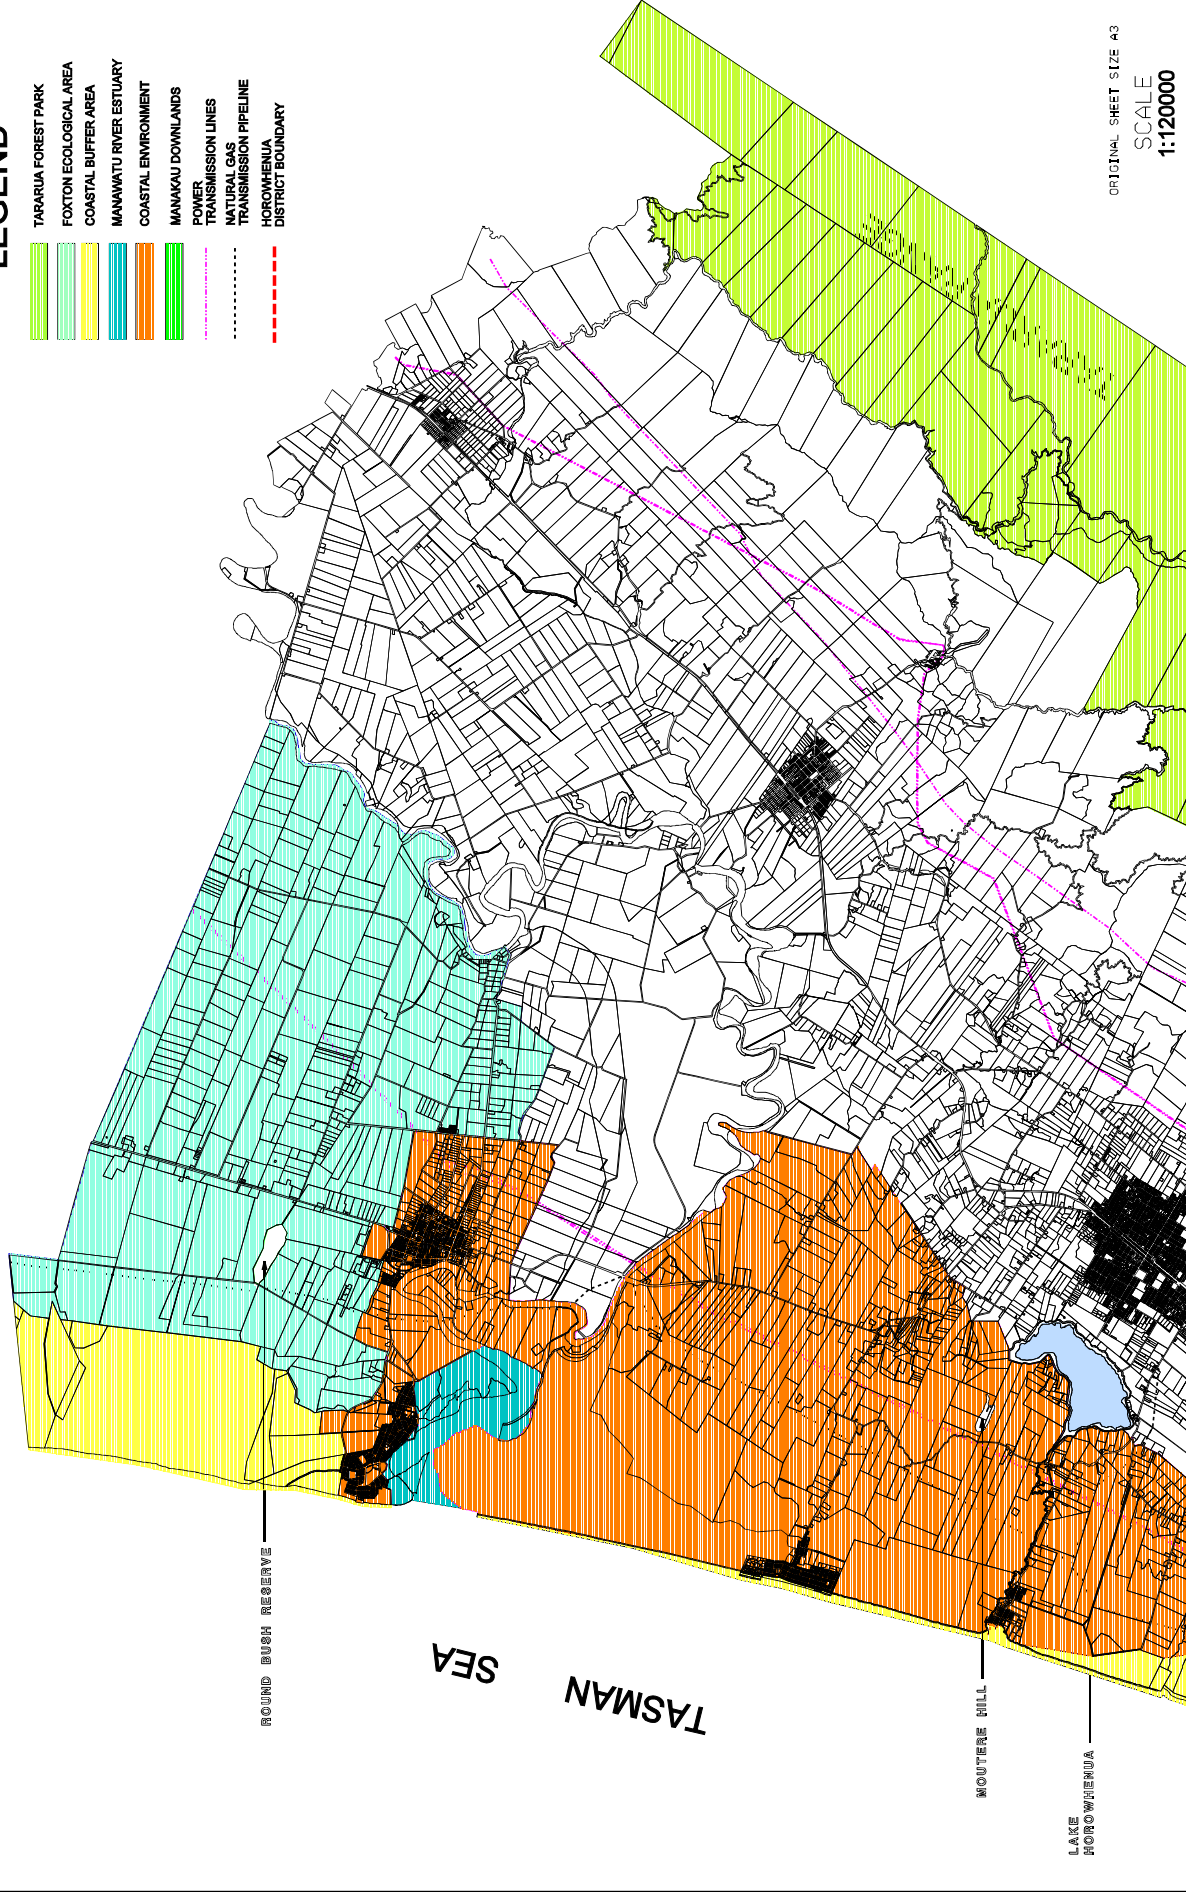 LEGEND
TARARUA FOREST PARK
FOXTON ECOLOGICAL AREA
COASTAL BUFFER AREA
MANAWATU RIVER ESTUARY
COASTAL ENVIRONMENT
MANAKAU DOWNLANDS
POWER
TRANSMISSION LINES
NATURAL GAS
TRANSMISSION PIPELINE
HOROWHENUA
DISTRICT BOUNDARY
ORIGINAL SHEET SIZE A3
SCALE
1:120000
ROUND BUSH RESERVE
TASMAN
SEA
MOUTERE HILL
LAKE
HOROWHENUA